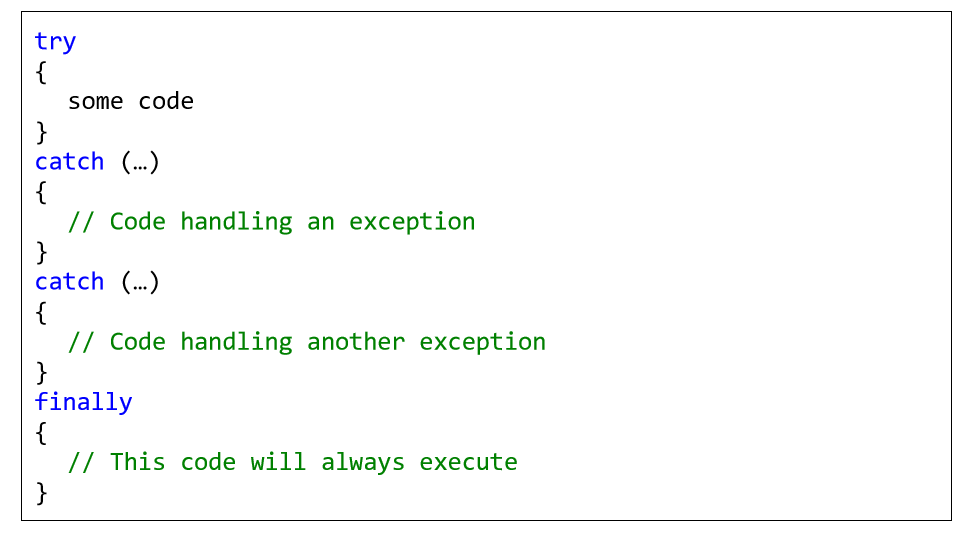 try
{
some code
}
catch (…)
{
// Code handling an exception
}
catch (…)
{
// Code handling another exception
}
finally
{
// This code will always execute
}